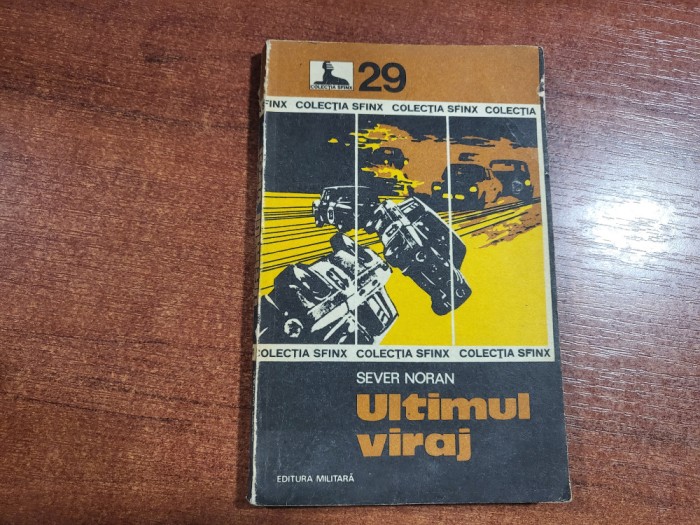 COLECȚIA SFINX
29
FINX COLECȚIA SFINX COLECȚIA SFINX COLECȚIA
COLECȚIA SFINX COLECȚIA SFINX COLECȚIA SFINX
SEVER NORAN
Ultimul
viraj
EDITURA MILITARĂ